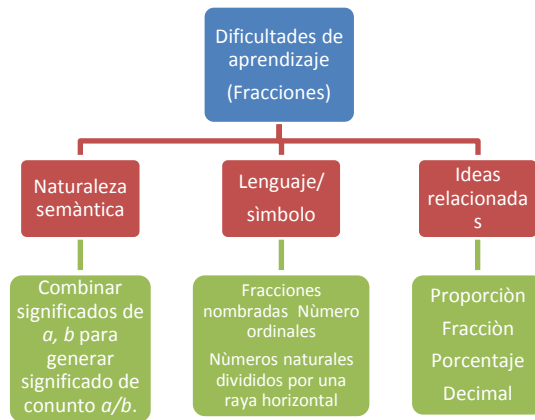 Dificultades de
aprendizaje
(Fracciones)
Naturaleza
semàntica
Lenguaje/
sìmbolo
Ideas
relacionada
s
Combinar
significados de
a, b para
generar
significado de
conunto a/b.
Fracciones
nombradas Nùmero
ordinales
Nùmeros naturales
divididos por una
raya horizontal
Proporciòn
Fracciòn
Porcentaje
Decimal